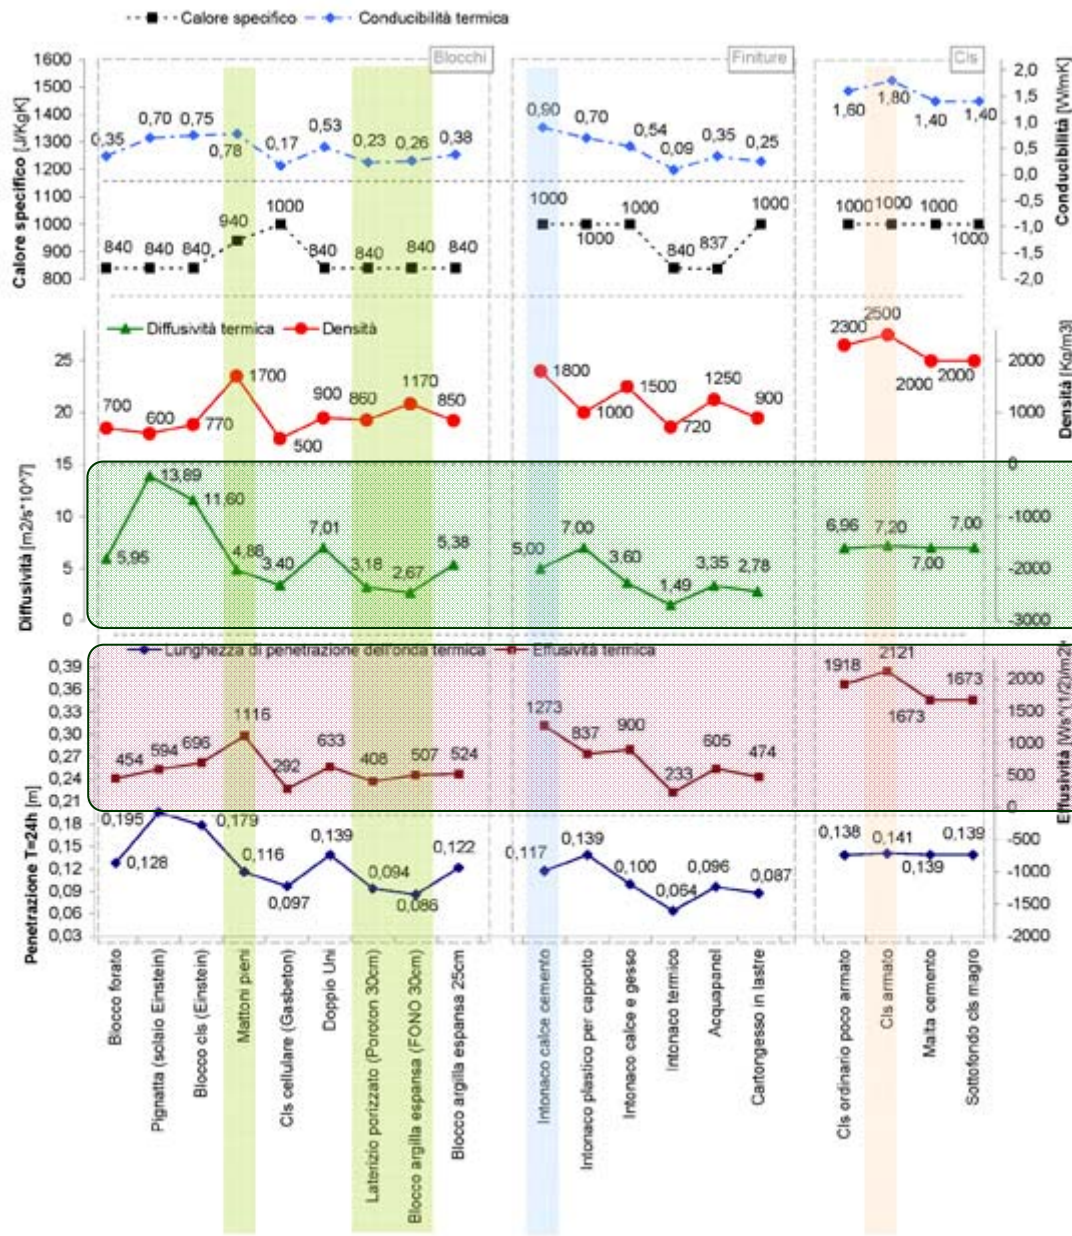 Calore specifico Conducibilità termica
Blocchi Finiture Cls
1600
1500
1400
1300
1200
1100
1000
900
800
Calore specifico [J/KgK]
2,0
1,5
1,0
0,5
0,0
-0,5
-1,0
-1,5
-2,0
Conducibilità [W/mK]
0,35 0,70 0,75 0,78 0,17 0,53 0,23 0,26 0,38
0,90 0,70 0,54 0,09 0,35 0,25
1,60 1,80 1,40 1,40
840 840 840 940 1000 840 840 840 840
1000 1000 1000 840 837 1000
1000 1000 1000 1000
Diffusività termica Densità
25
20
15
10
5
0
Diffusività [m2/s*10^7]
2000
1000
0
-1000
-2000
-3000
Densità [Kg/m3]
700 600 770 1700 500 900 860 1170 850
1800 1000 1500 720 1250 900
2300 2500 2000 2000
5,95 13,89 11,60 4,88 3,40 7,01 3,18 2,67 5,38
5,00 7,00 3,60 1,49 3,35 2,78
6,96 7,20 7,00 7,00
Lunghezza di penetrazione dell'onda termica Effusività termica
0,39
0,36
0,33
0,30
0,27
0,24
0,21
0,18
0,15
0,12
0,09
0,06
0,03
Penetrazione T=24h [m]
2000
1500
1000
500
0
-500
-1000
-1500
-2000
Effusività [Ws^(1/2)/m2
454 594 696 1116 292 633 408 507 524
1273 837 900 233 605 474
1918 2121 1673 1673
0,195 0,128 0,179 0,116 0,097 0,139 0,094 0,086 0,122
0,117 0,139 0,100 0,064 0,096 0,087
0,138 0,141 0,139 0,139
Blocco forato
Pignatta (solaio Einstein)
Blocco cls (Einstein)
Mattoni pieni
Cls cellulare (Gasbeton)
Doppio Uni
Laterizio porizzato (Poroton 30cm)
Blocco argilla espansa (FONO 30cm)
Blocco argilla espansa 25cm
Intonaco calce cemento
Intonaco plastico per cappotto
Intonaco calce e gesso
Intonaco termico
Acquapanel
Cartongesso in lastre
Cls ordinario poco armato
Cls armato
Malta cemento
Sottofondo cls magro